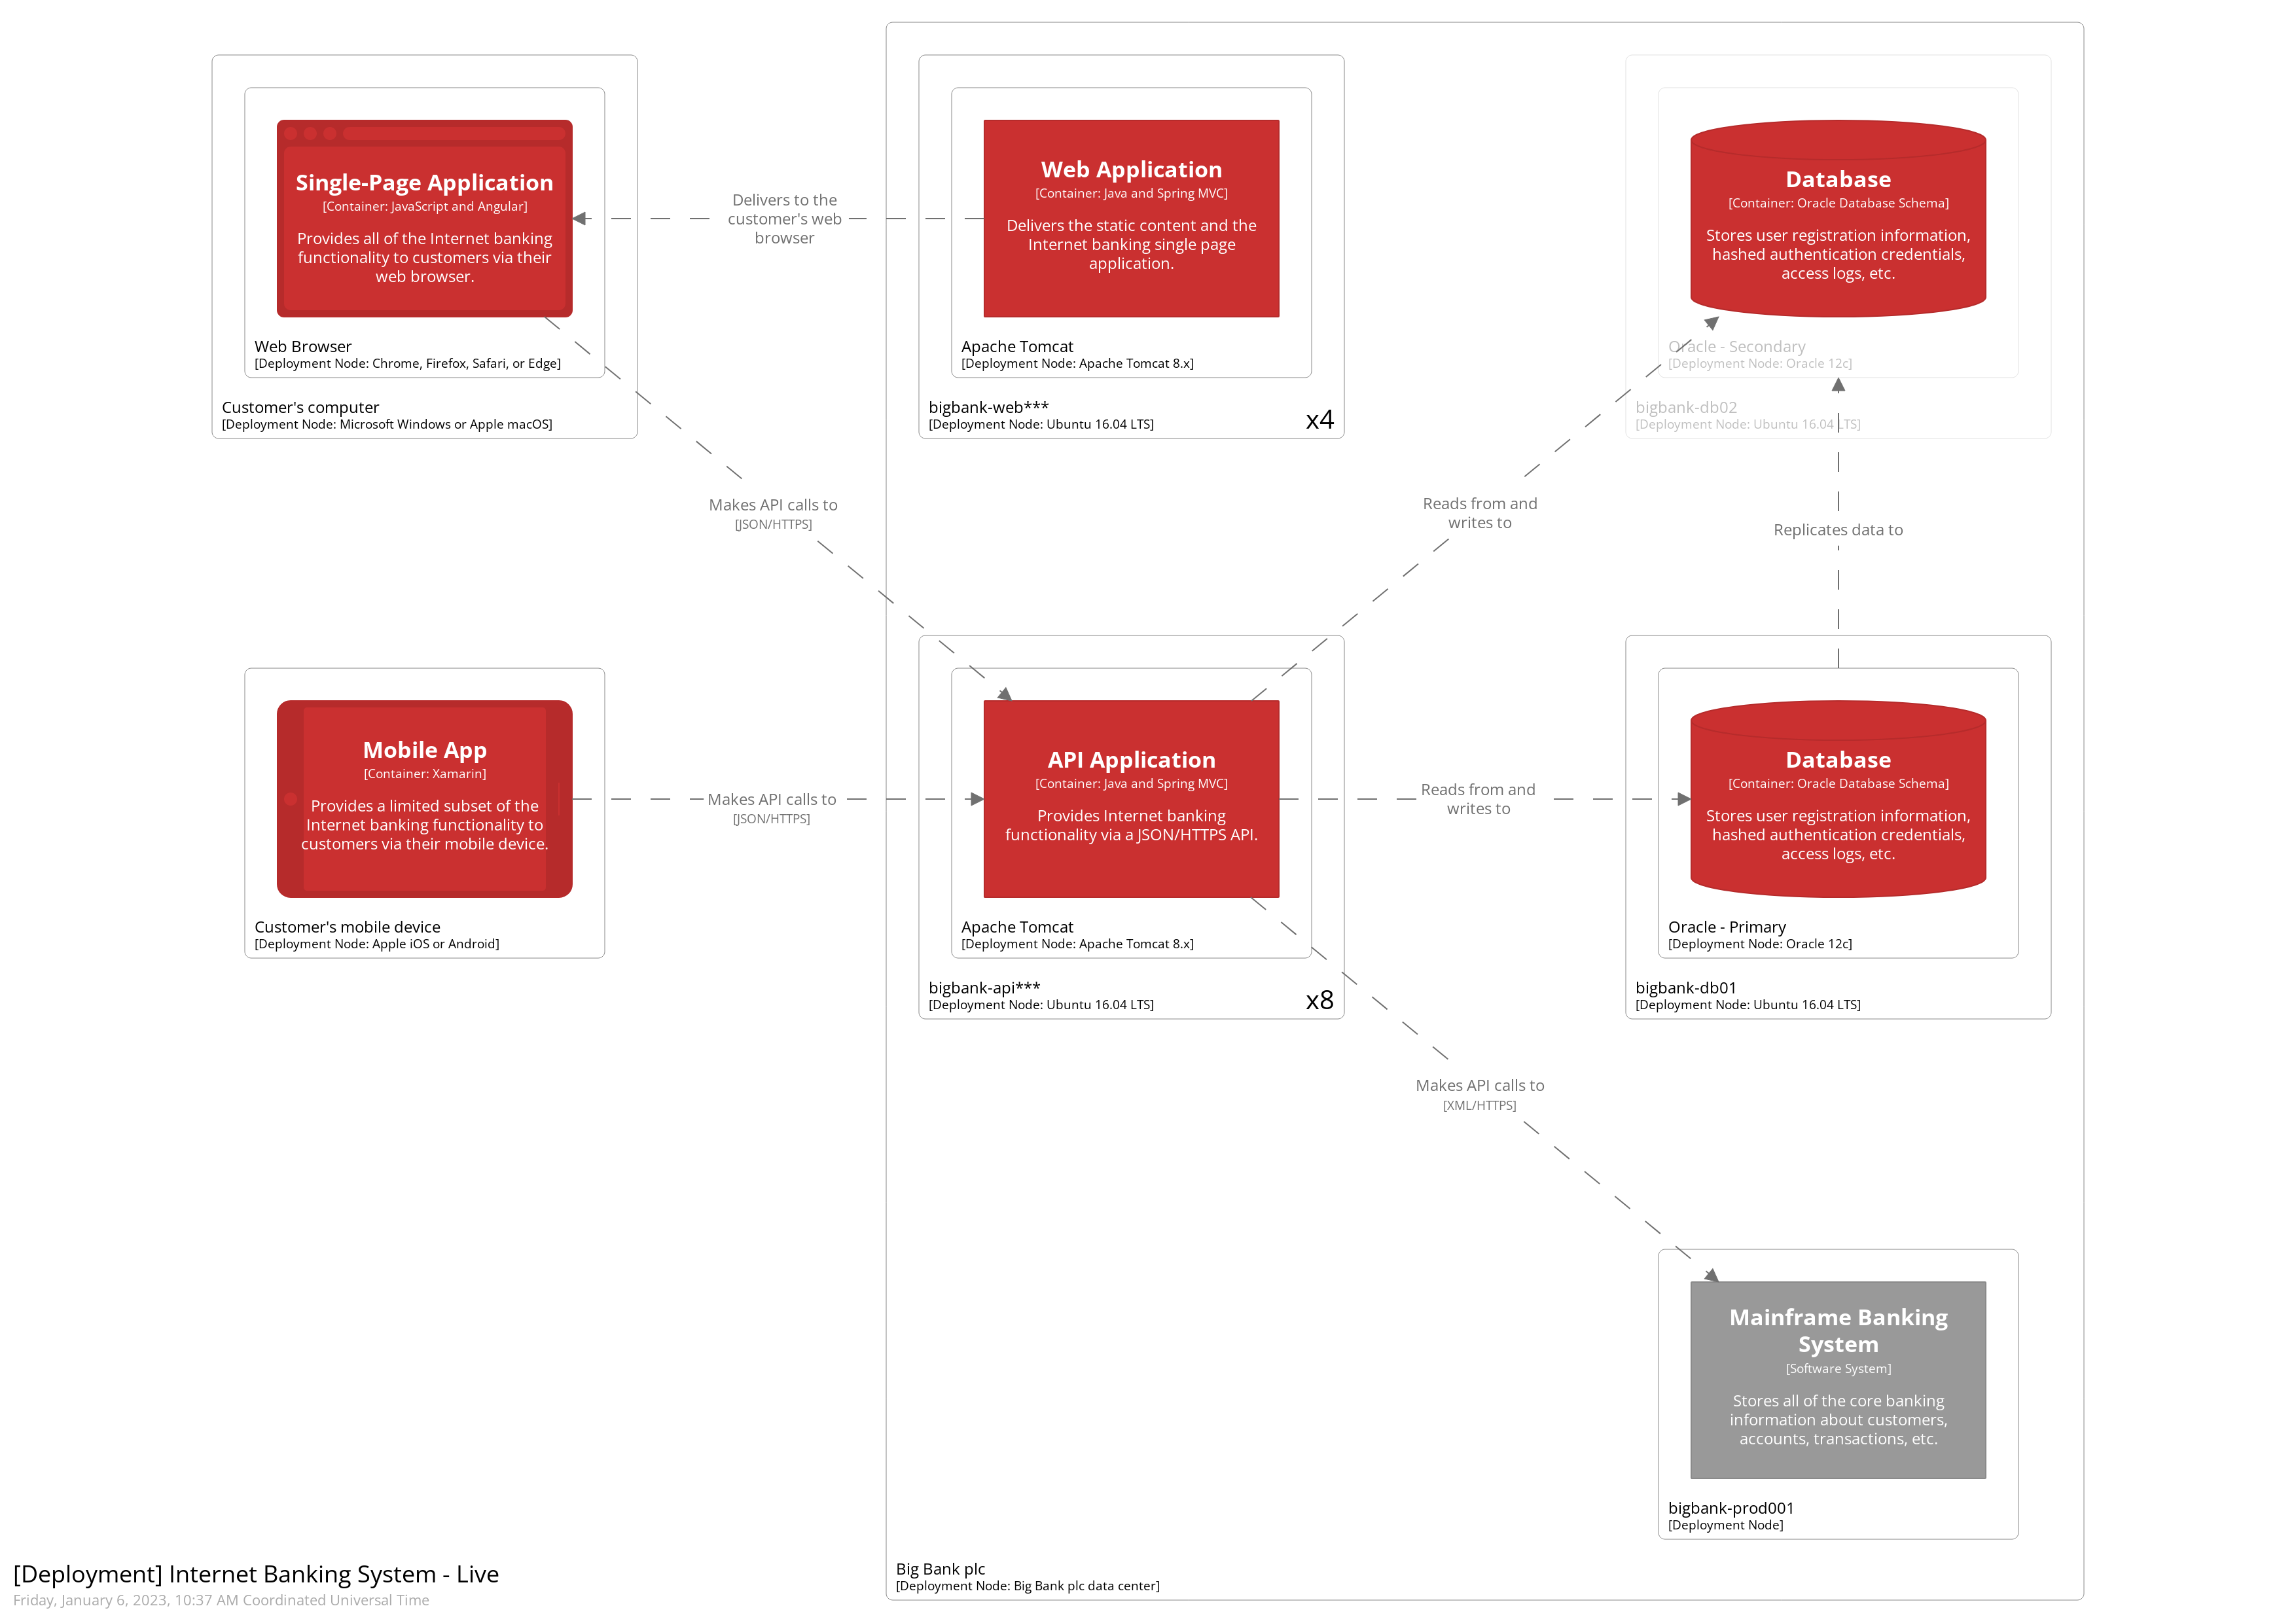 Single-Page Application
[Container: JavaScript and Angular]
Provides all of the Internet banking
functionality to customers via their
web browser.
Web Browser
[Deployment Node: Chrome, Firefox, Safari, or Edge]
Customer's computer
[Deployment Node: Microsoft Windows or Apple macOS]
Delivers to the
customer's web
browser
Web Application
[Container: Java and Spring MVC]
Delivers the static content and the
Internet banking single page
application.
Apache Tomcat
[Deployment Node: Apache Tomcat 8.x]
bigbank-web***
[Deployment Node: Ubuntu 16.04 LTS]
x4
Database
[Container: Oracle Database Schema]
Stores user registration information,
hashed authentication credentials,
access logs, etc.
Oracle - Secondary
[Deployment Node: Oracle 12c]
bigbank-db02
[Deployment Node: Ubuntu 16.04 LTS]
Makes API calls to
[JSON/HTTPS]
Reads from and
writes to
Replicates data to
Mobile App
[Container: Xamarin]
Provides a limited subset of the
Internet banking functionality to
customers via their mobile device.
Customer's mobile device
[Deployment Node: Apple iOS or Android]
Makes API calls to
[JSON/HTTPS]
API Application
[Container: Java and Spring MVC]
Provides Internet banking
functionality via a JSON/HTTPS API.
Apache Tomcat
[Deployment Node: Apache Tomcat 8.x]
bigbank-api***
[Deployment Node: Ubuntu 16.04 LTS]
x8
Reads from and
writes to
Database
[Container: Oracle Database Schema]
Stores user registration information,
hashed authentication credentials,
access logs, etc.
Oracle - Primary
[Deployment Node: Oracle 12c]
bigbank-db01
[Deployment Node: Ubuntu 16.04 LTS]
Makes API calls to
[XML/HTTPS]
Mainframe Banking
System
[Software System]
Stores all of the core banking
information about customers,
accounts, transactions, etc.
bigbank-prod001
[Deployment Node]
Big Bank plc
[Deployment Node: Big Bank plc data center]
[Deployment] Internet Banking System - Live
Friday, January 6, 2023, 10:37 AM Coordinated Universal Time